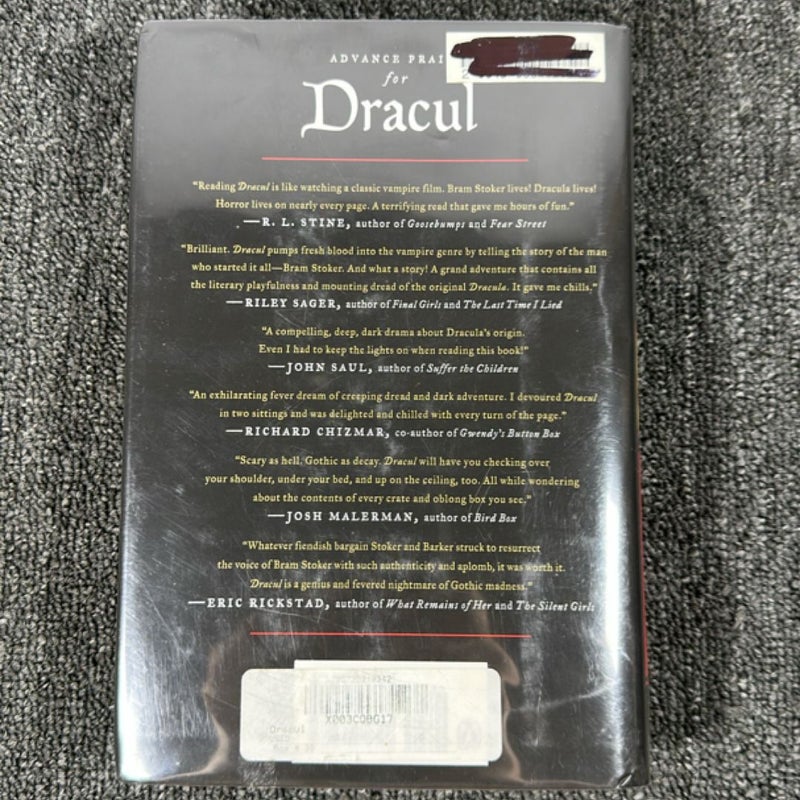 ADVANCE PRAI
for
Dracul
“Reading Dracul is like watching a classic vampire film. Bram Stoker lives! Dracula lives!
Horror lives on nearly every page. A terrifying read that gave me hours of fun.”
—R. L. STINE, author of Goosebumps and Fear Street
“Brilliant. Dracul pumps fresh blood into the vampire genre by telling the story of the man
who started it all—Bram Stoker. And what a story! A grand adventure that contains all
the literary playfulness and mounting dread of the original Dracula. It gave me chills.”
—RILEY SAGER, author of Final Girls and The Last Time I Lied
“A compelling, deep, dark drama about Dracula’s origin.
Even I had to keep the lights on when reading this book!”
—JOHN SAUL, author of Suffer the Children
“An exhilarating fever dream of creeping dread and dark adventure. I devoured Dracul
in two sittings and was delighted and chilled with every turn of the page.”
—RICHARD CHIZMAR, co-author of Gwendy’s Button Box
“Scary as hell. Gothic as decay. Dracul will have you checking over
your shoulder, under your bed, and up on the ceiling, too. All while wondering
about the contents of every crate and oblong box you see.”
—JOSH MALERMAN, author of Bird Box
“Whatever fiendish bargain Stoker and Barker struck to resurrect
the voice of Bram Stoker with such authenticity and aplomb, it was worth it.
Dracul is a genius and fevered nightmare of Gothic madness.”
—ERIC RICKSTAD, author of What Remains of Her and The Silent Girls
X003CQBG17
Dracul